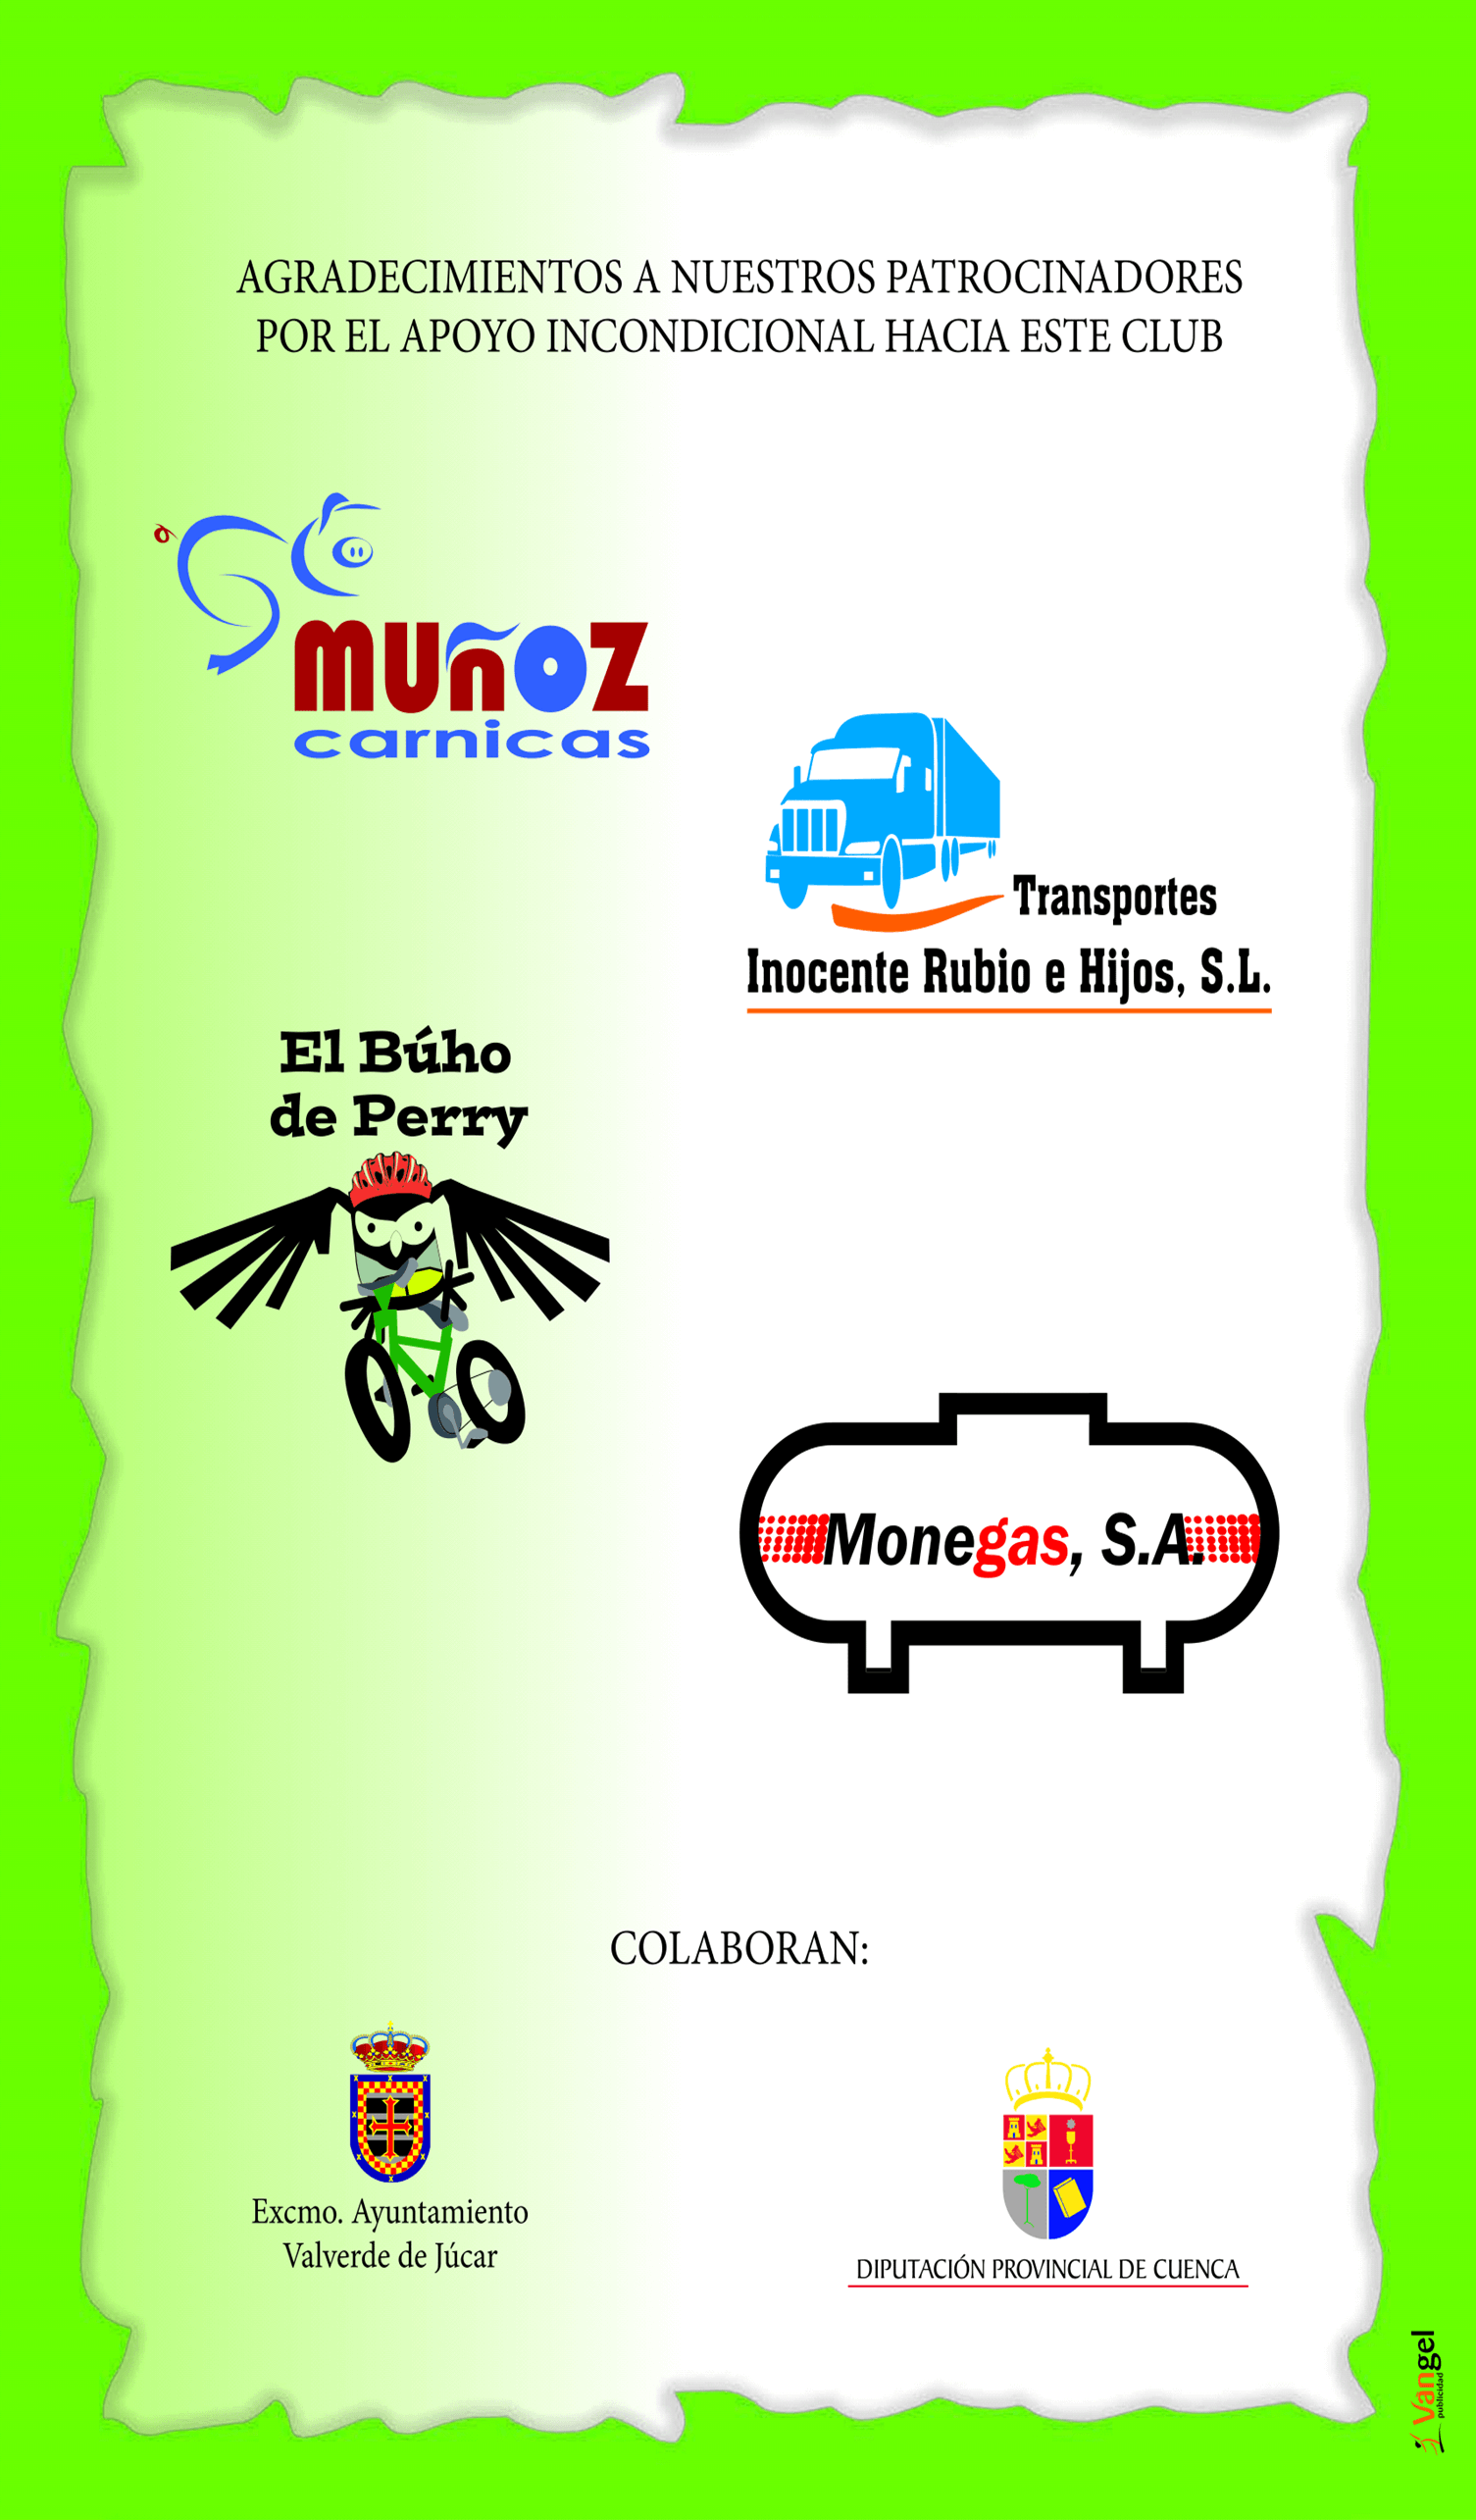 AGRADECIMIENTOS A NUESTROS PATROCINADORES
POR EL APOYO INCONDICIONAL HACIA ESTE CLUB
MUÑOZ
carnicas
Transportes
Inocente Rubio e Hijos, S.L.
El Búho
de Perry
Monegas, S.A.
COLABORAN:
Excmo. Ayuntamiento
Valverde de Júcar
DIPUTACIÓN PROVINCIAL DE CUENCA
Vangel
publicidad